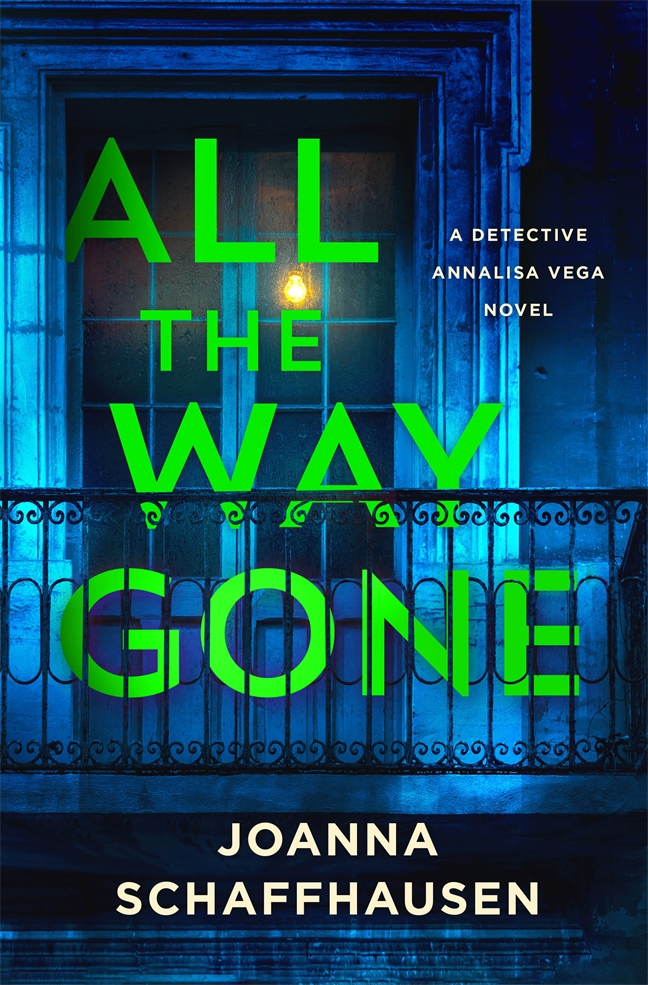 ALL
THE
WAY
GONE
A DETECTIVE
ANNALISA VEGA
NOVEL
JOANNA
SCHAFFHAUSEN